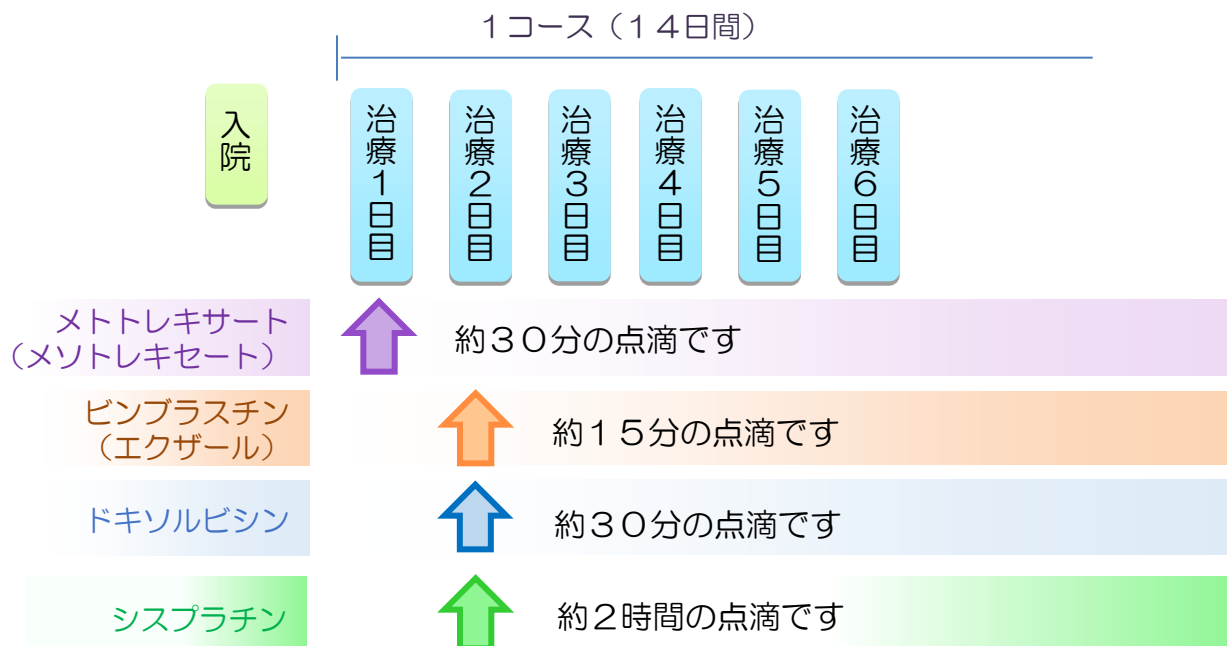 1コース（14日間）
入院
治療1日目
治療2日目
治療3日目
治療4日目
治療5日目
治療6日目
メトトレキサート
（メソトレキセート）
約30分の点滴です
ビンブラスチン
（エクザール）
約15分の点滴です
ドキソルビシン
約30分の点滴です
シスプラチン
約2時間の点滴です